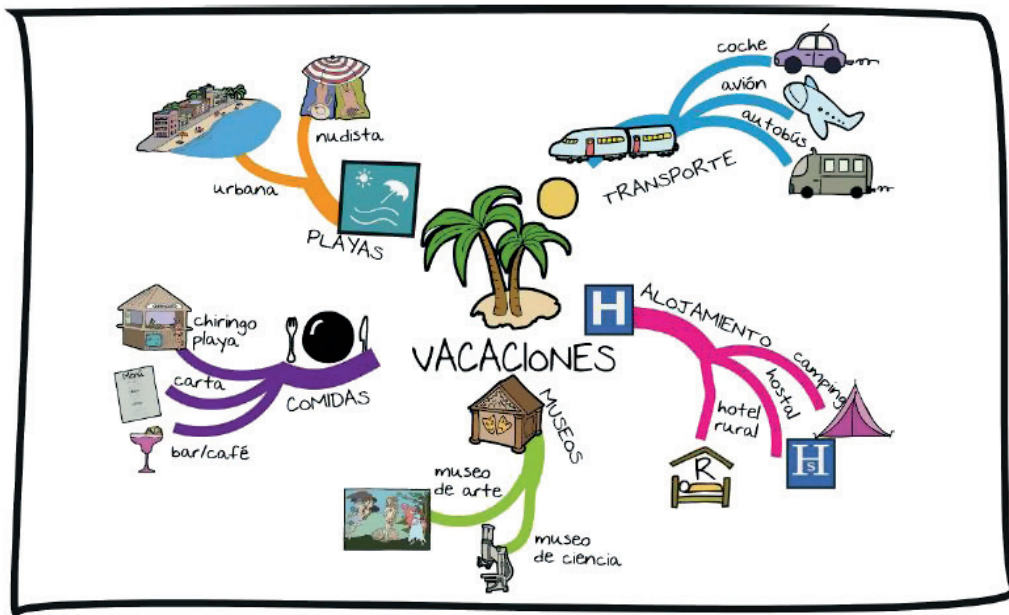 coche
avión
autobús
TRANSPORTE
nudista
urbana
PLAYAS
H
ALOJAMIENTO
camping
hostal
hotel
rural
R
Hs
VACACIONES
chiringo
playa
Menú
carta
bar/café
COMIDAS
MUSEOS
museo
de arte
museo
de ciencia